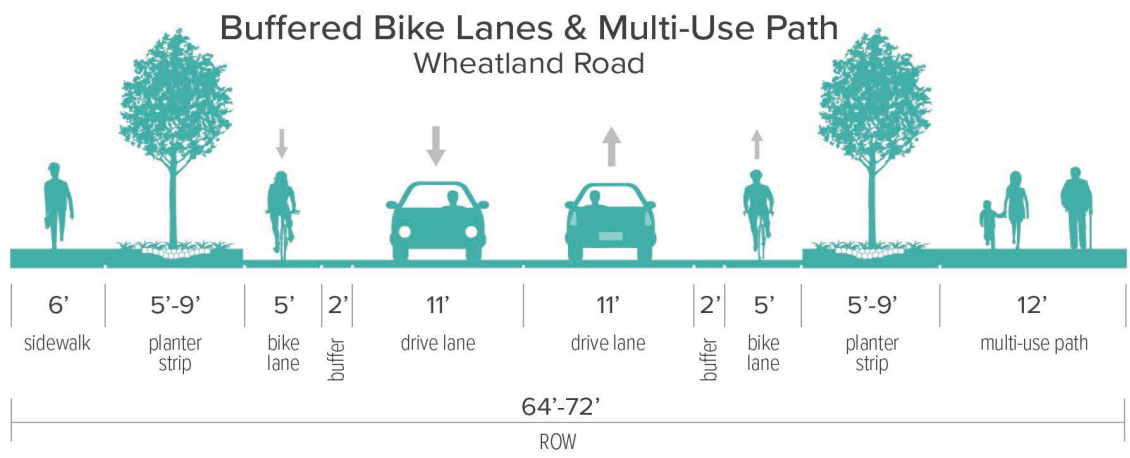 Buffered Bike Lanes & Multi-Use Path
Wheatland Road
6' 5'-9' 5' 2' 11' 11' 2' 5' 5'-9' 12'
sidewalk planter strip bike lane buffer drive lane drive lane buffer bike lane planter strip multi-use path
64'-72'
ROW